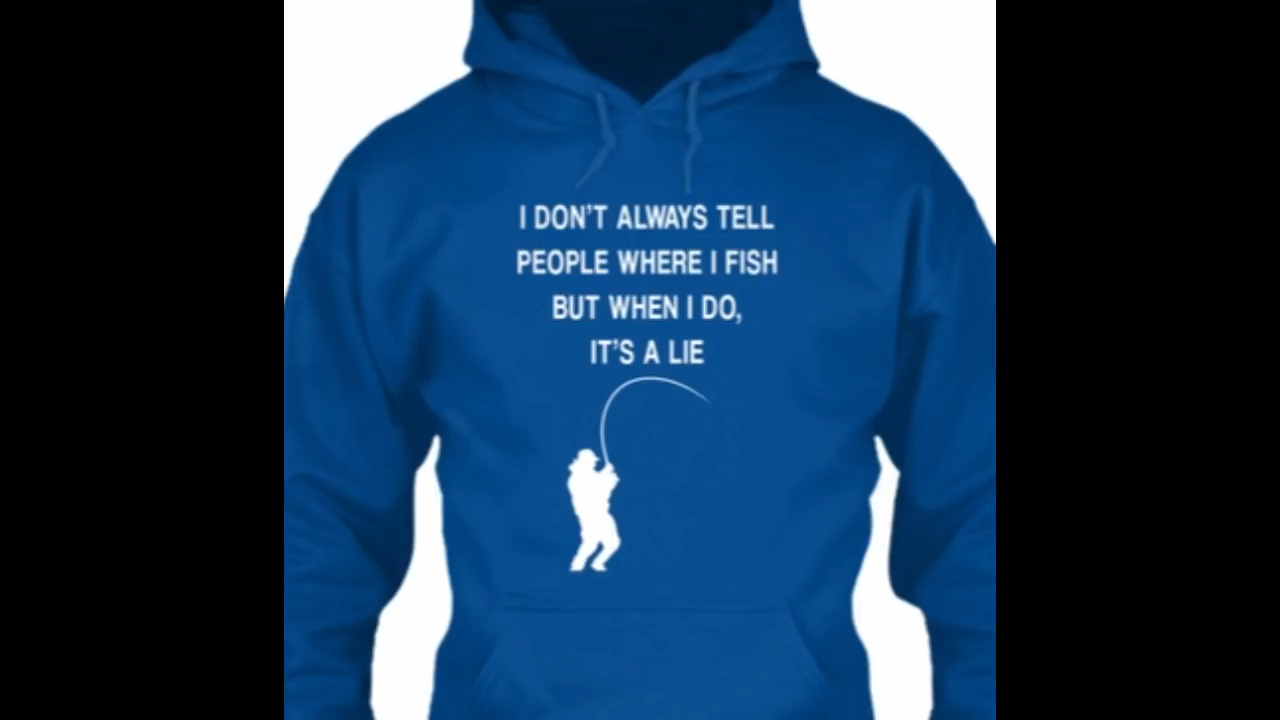 I DON'T ALWAYS TELL
PEOPLE WHERE I FISH
BUT WHEN I DO,
IT'S A LIE